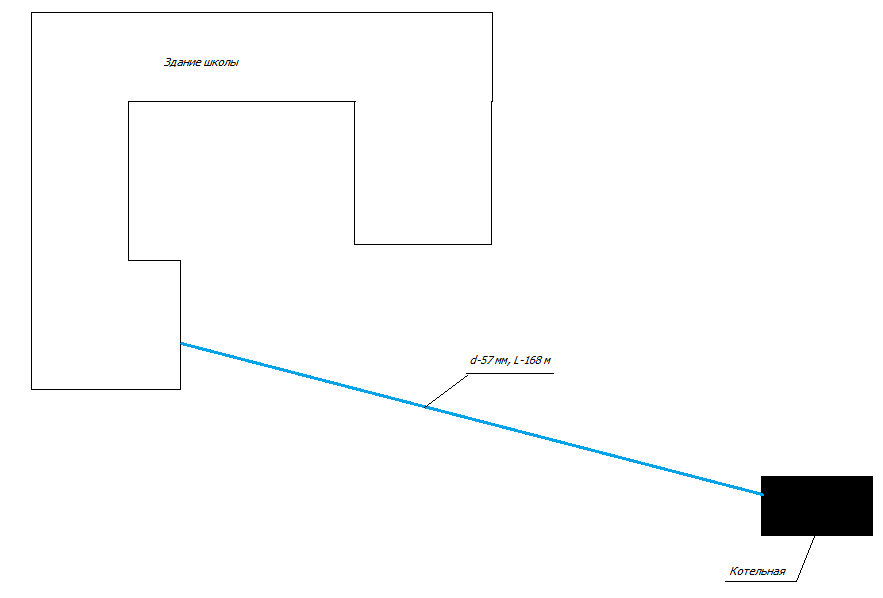 Здание школы
d-57 мм, L-168 м
Котельная